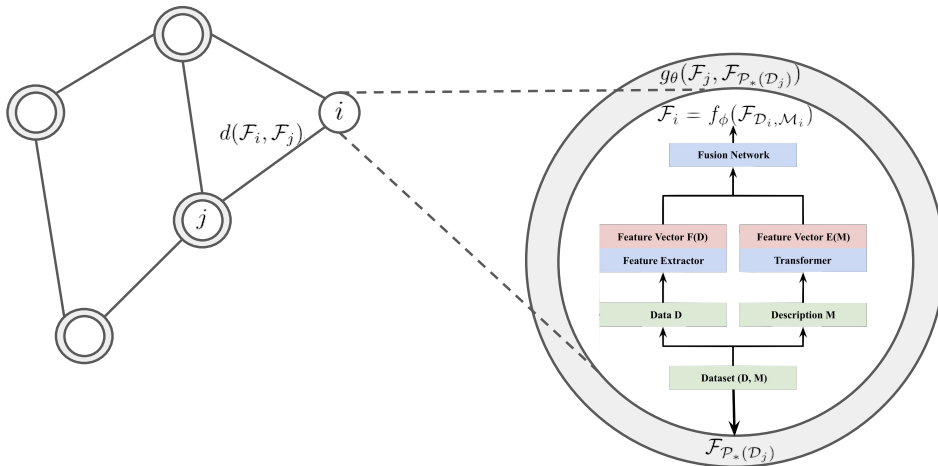 g_θ(ℱ_j, ℱ_{𝒫_*(𝒟_j)})
ℱ_i = f_ϕ(ℱ_{𝒟_i,ℳ_i})
i
d(ℱ_i, ℱ_j)
Fusion Network
j
Feature Vector F(D)
Feature Vector E(M)
Feature Extractor
Transformer
Data D
Description M
Dataset (D, M)
ℱ_{𝒫_*(𝒟_j)}